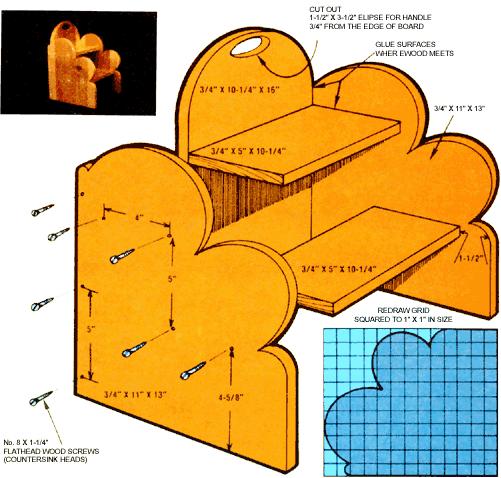 CUT OUT
1-1/2" X 3-1/2" ELIPSE FOR HANDLE
3/4" FROM THE EDGE OF BOARD
GLUE SURFACES
WHER EWOOD MEETS
3/4" X 10-1/4" X 16"
3/4" X 11" X 13"
3/4" X 5" X 10-1/4"
4"
5"
5"
3/4" X 5" X 10-1/4"
1-1/2"
REDRAW GRID
SQUARED TO 1" X 1" IN SIZE
3/4" X 11" X 13"
4-5/8"
No. 8 X 1-1/4"
FLATHEAD WOOD SCREWS
(COUNTERSINK HEADS)